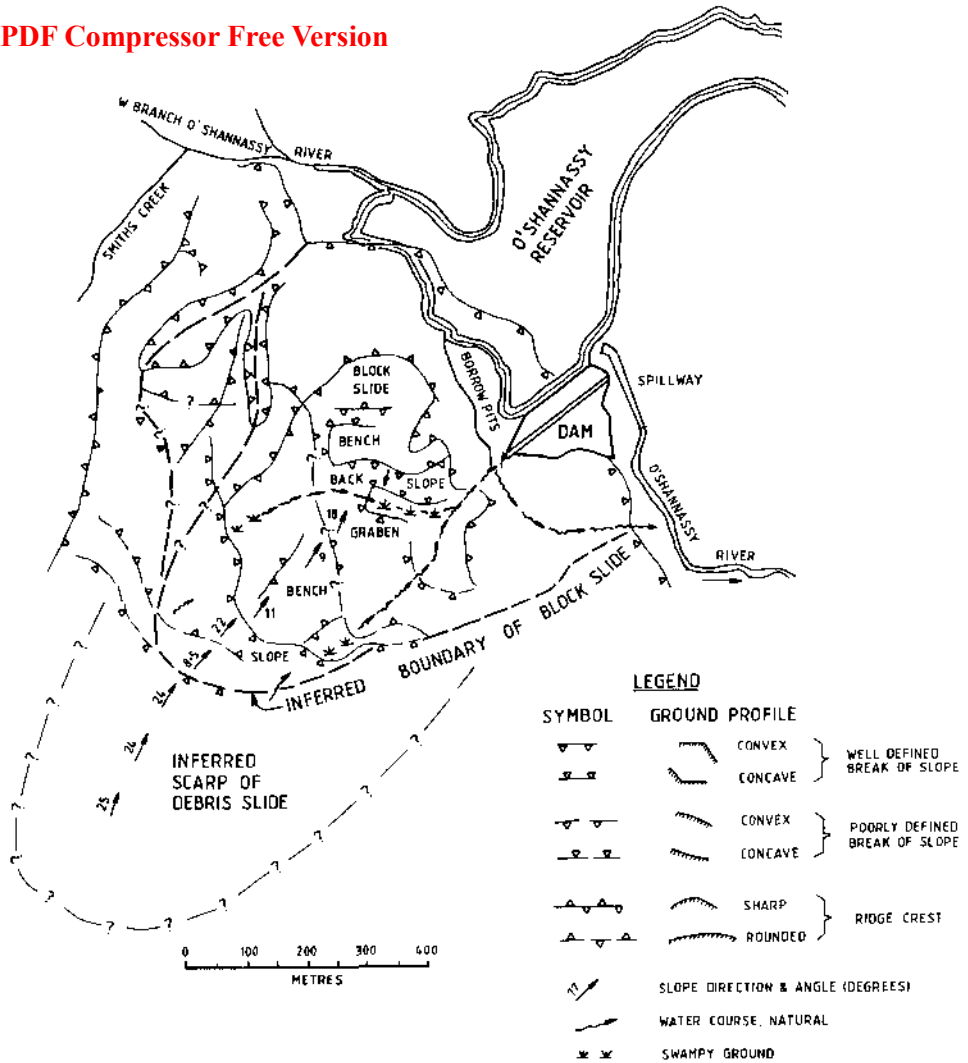 PDF Compressor Free Version
W BRANCH O'SHANNASSY
RIVER
SMITHS CREEK
O'SHANNASSY
RESERVOIR
BLOCK
SLIDE
BORROW PITS
SPILLWAY
DAM
?
BENCH
BACK
SLOPE
O'SHANNASSY
18
GRABEN
RIVER
9
BENCH
11
22
8·5
SLOPE
INFERRED BOUNDARY OF BLOCK SLIDE
24
26
25
INFERRED
SCARP OF
DEBRIS SLIDE
?
?
?
?
?
?
?
?
0 100 200 300 400
METRES
LEGEND
SYMBOL GROUND PROFILE
CONVEX
CONCAVE
WELL DEFINED
BREAK OF SLOPE
CONVEX
CONCAVE
POORLY DEFINED
BREAK OF SLOPE
SHARP
ROUNDED
RIDGE CREST
17
SLOPE DIRECTION & ANGLE (DEGREES)
WATER COURSE, NATURAL
SWAMPY GROUND